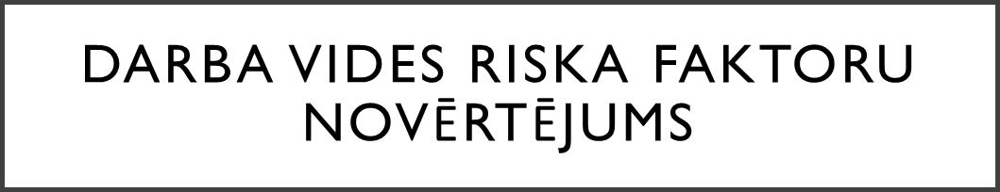 DARBA VIDES RISKA FAKTORU
NOVĒRTĒJUMS